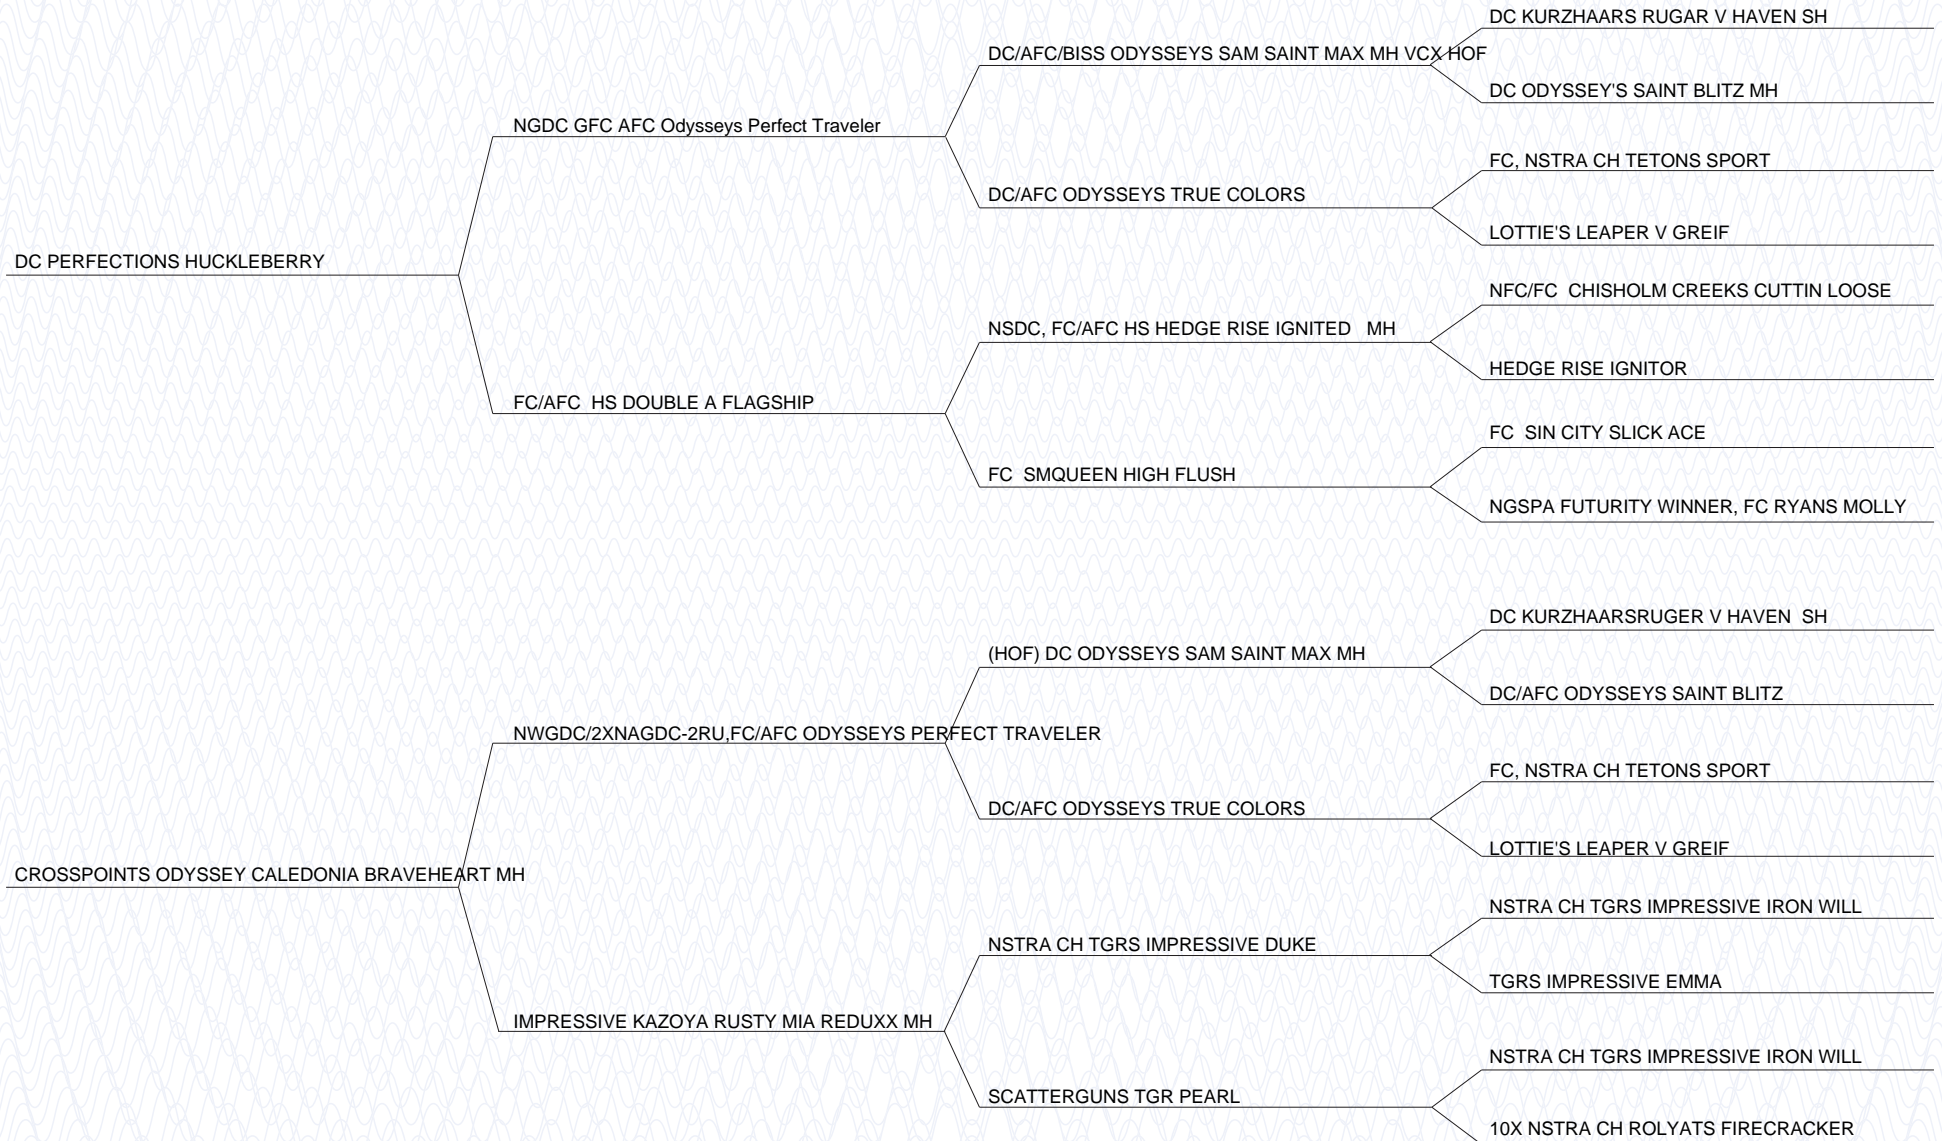 DC KURZHAARS RUGAR V HAVEN SH
DC/AFC/BISS ODYSSEYS SAM SAINT MAX MH VCX HOF
DC ODYSSEY'S SAINT BLITZ MH
NGDC GFC AFC Odysseys Perfect Traveler
FC, NSTRA CH TETONS SPORT
DC/AFC ODYSSEYS TRUE COLORS
LOTTIE'S LEAPER V GREIF
DC PERFECTIONS HUCKLEBERRY
NFC/FC  CHISHOLM CREEKS CUTTIN LOOSE
NSDC, FC/AFC HS HEDGE RISE IGNITED   MH
HEDGE RISE IGNITOR
FC/AFC  HS DOUBLE A FLAGSHIP
FC  SIN CITY SLICK ACE
FC  SMQUEEN HIGH FLUSH
NGSPA FUTURITY WINNER, FC RYANS MOLLY
DC KURZHAARSRUGER V HAVEN  SH
(HOF) DC ODYSSEYS SAM SAINT MAX MH
DC/AFC ODYSSEYS SAINT BLITZ
NWGDC/2XNAGDC-2RU,FC/AFC ODYSSEYS PERFECT TRAVELER
FC, NSTRA CH TETONS SPORT
DC/AFC ODYSSEYS TRUE COLORS
LOTTIE'S LEAPER V GREIF
CROSSPOINTS ODYSSEY CALEDONIA BRAVEHEART MH
NSTRA CH TGRS IMPRESSIVE IRON WILL
NSTRA CH TGRS IMPRESSIVE DUKE
TGRS IMPRESSIVE EMMA
IMPRESSIVE KAZOYA RUSTY MIA REDUXX MH
NSTRA CH TGRS IMPRESSIVE IRON WILL
SCATTERGUNS TGR PEARL
10X NSTRA CH ROLYATS FIRECRACKER